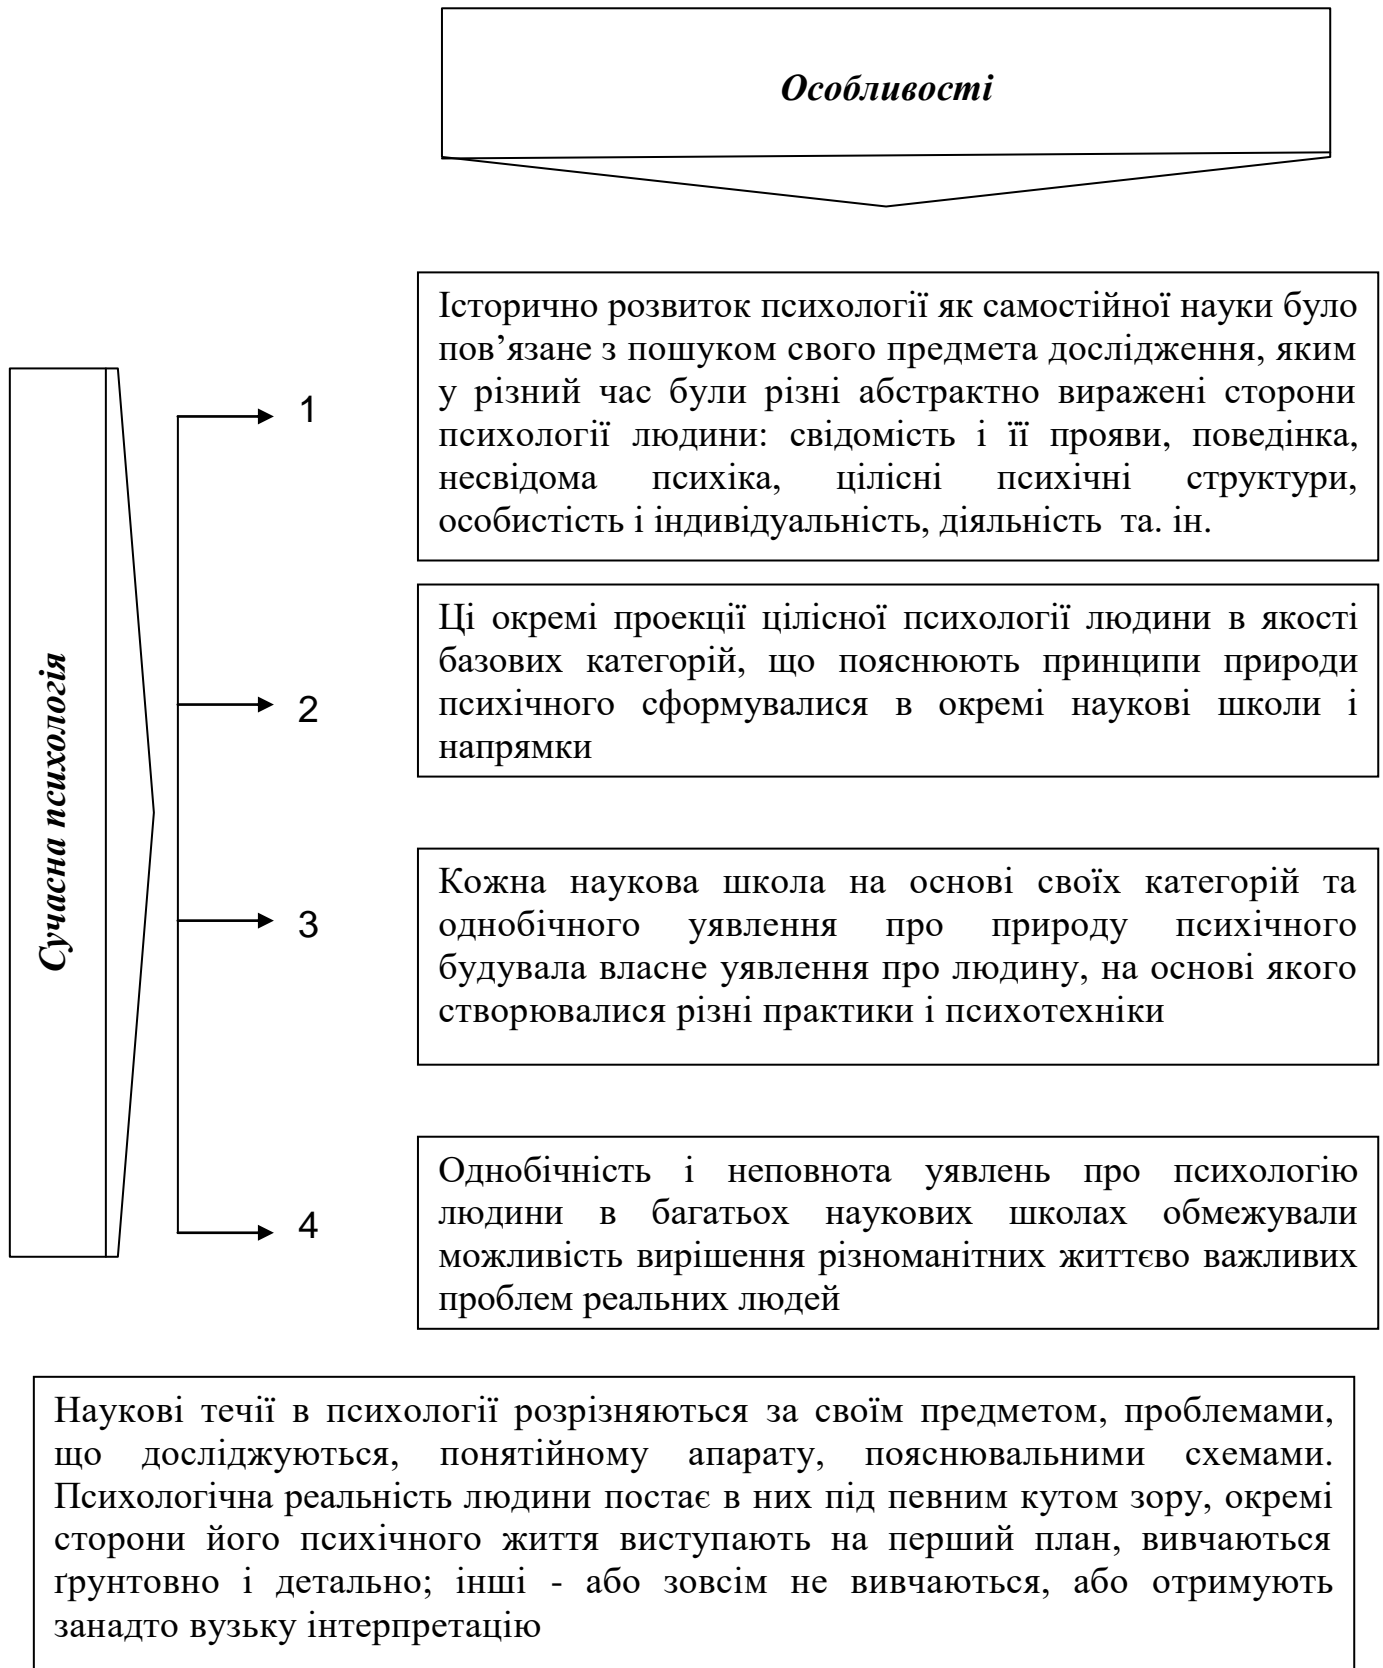 Особливості
Історично розвиток психології як самостійної науки було
пов’язане з пошуком свого предмета дослідження, яким
у різний час були різні абстрактно виражені сторони
психології людини: свідомість і її прояви, поведінка,
несвідома психіка, цілісні психічні структури,
особистість і індивідуальність, діяльність та. ін.
1
Ці окремі проекції цілісної психології людини в якості
базових категорій, що пояснюють принципи природи
психічного сформувалися в окремі наукові школи і
напрямки
2
Сучасна психологія
Кожна наукова школа на основі своїх категорій та
однобічного уявлення про природу психічного
будувала власне уявлення про людину, на основі якого
створювалися різні практики і психотехніки
3
Однобічність і неповнота уявлень про психологію
людини в багатьох наукових школах обмежували
можливість вирішення різноманітних життєво важливих
проблем реальних людей
4
Наукові течії в психології розрізняються за своїм предметом, проблемами,
що досліджуються, понятійному апарату, пояснювальними схемами.
Психологічна реальність людини постає в них під певним кутом зору, окремі
сторони його психічного життя виступають на перший план, вивчаються
ґрунтовно і детально; інші - або зовсім не вивчаються, або отримують
занадто вузьку інтерпретацію